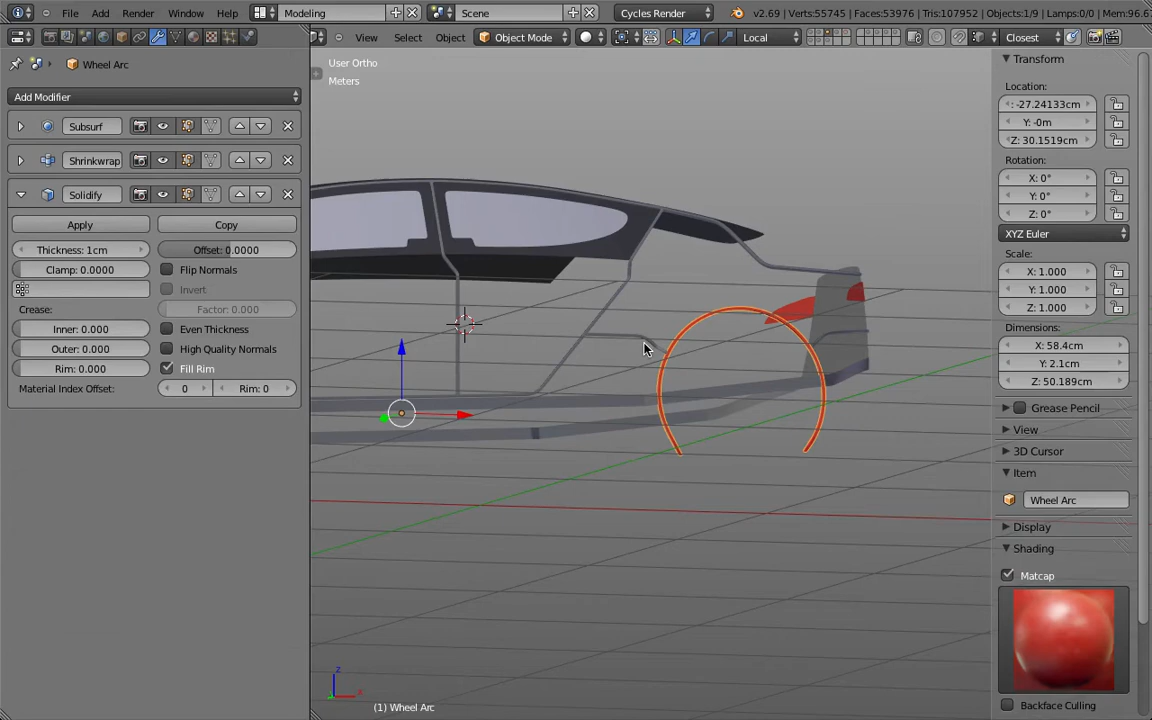 Add Render Window Help Modeling Scene Cycles Render v2.69 | Verts:55745 | Faces:53976 | Tris:107952 | Objects:1/9 | Lamps:0/0 | Mem:96.6
View Select Object Object Mode Local Closest
Wheel Arc
Add Modifier
Subsurf
Shrinkwrap
Solidify
Apply Copy
Thickness: 1cm Offset: 0.0000
Clamp: 0.0000 Flip Normals
Invert
Crease: Factor: 0.000
Inner: 0.000 Even Thickness
Outer: 0.000 High Quality Normals
Rim: 0.000 Fill Rim
Material Index Offset: 0 Rim: 0
User Ortho
Meters
z
x
(1) Wheel Arc
Transform
Location:
: -27.24133cm
Y: -0m
Z: 30.1519cm
Rotation:
X: 0°
Y: 0°
Z: 0°
XYZ Euler
Scale:
X: 1.000
Y: 1.000
Z: 1.000
Dimensions:
X: 58.4cm
Y: 2.1cm
Z: 50.189cm
Grease Pencil
View
3D Cursor
Item
Wheel Arc
Display
Shading
Matcap
Backface Culling